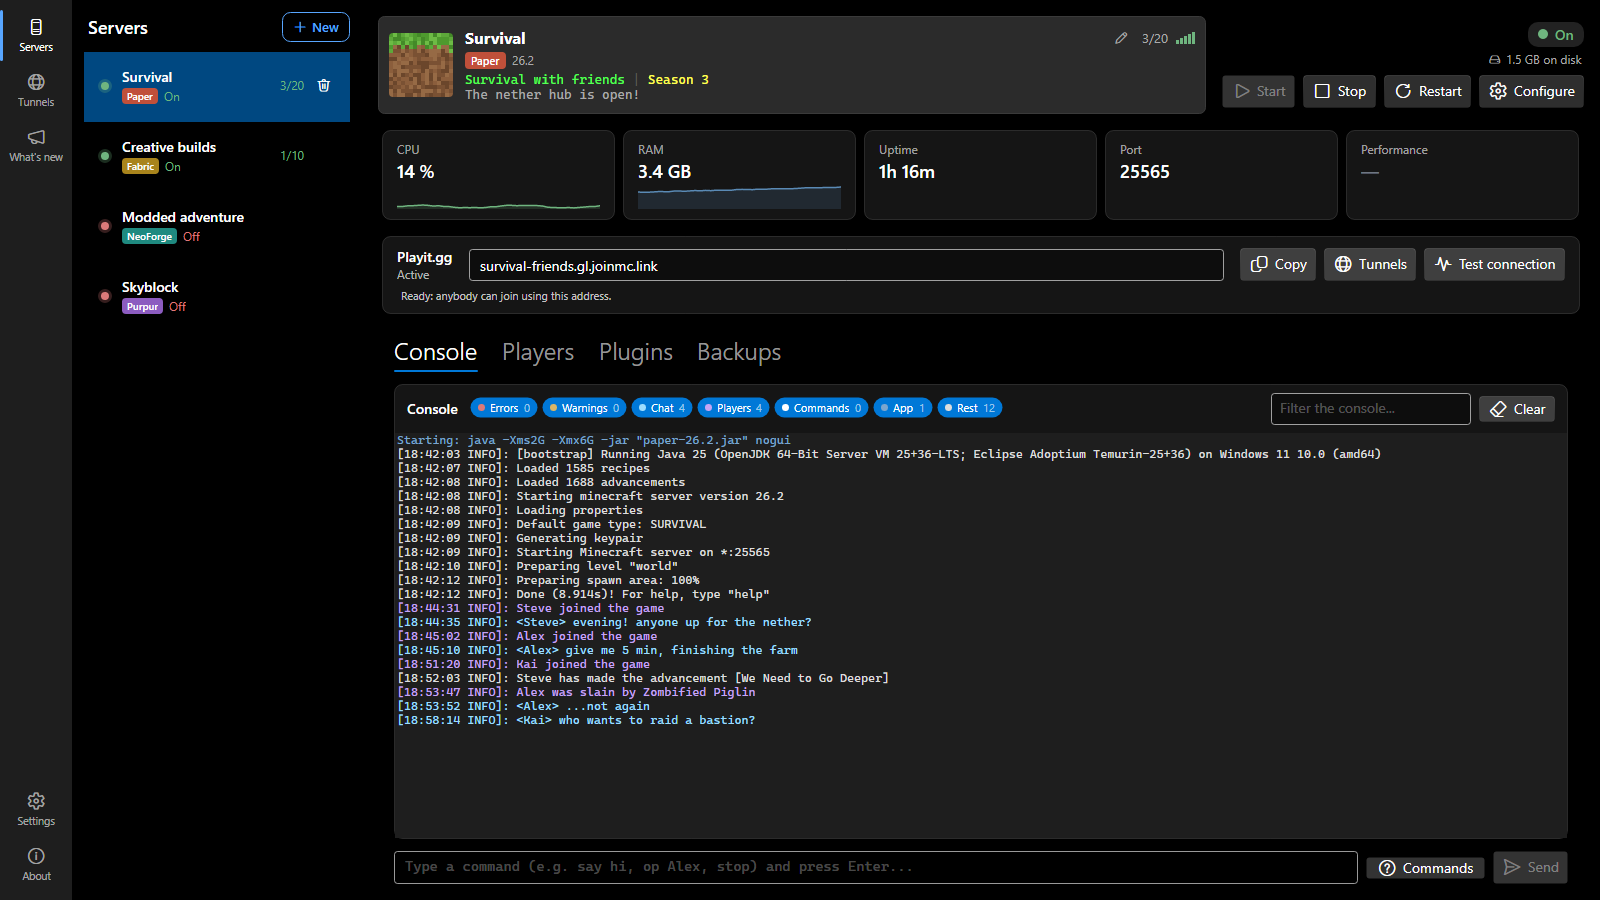 Servers
Tunnels
What's new
Settings
About
Servers
New
Survival
Paper On
3/20
Creative builds
Fabric On
1/10
Modded adventure
NeoForge Off
Skyblock
Purpur Off
Survival
3/20
Paper 26.2
Survival with friends | Season 3
The nether hub is open!
On
1.5 GB on disk
Start
Stop
Restart
Configure
CPU
14 %
RAM
3.4 GB
Uptime
1h 16m
Port
25565
Performance
—
Playit.gg
Active
survival-friends.gl.joinmc.link
Copy
Tunnels
Test connection
Ready: anybody can join using this address.
Console
Players
Plugins
Backups
Console
Errors 0
Warnings 0
Chat 4
Players 4
Commands 0
App 1
Rest 12
Filter the console...
Clear
Starting: java -Xms2G -Xmx6G -jar "paper-26.2.jar" nogui
[18:42:03 INFO]: [bootstrap] Running Java 25 (OpenJDK 64-Bit Server VM 25+36-LTS; Eclipse Adoptium Temurin-25+36) on Windows 11 10.0 (amd64)
[18:42:07 INFO]: Loaded 1585 recipes
[18:42:08 INFO]: Loaded 1688 advancements
[18:42:08 INFO]: Starting minecraft server version 26.2
[18:42:08 INFO]: Loading properties
[18:42:09 INFO]: Default game type: SURVIVAL
[18:42:09 INFO]: Generating keypair
[18:42:09 INFO]: Starting Minecraft server on *:25565
[18:42:10 INFO]: Preparing level "world"
[18:42:12 INFO]: Preparing spawn area: 100%
[18:42:12 INFO]: Done (8.914s)! For help, type "help"
[18:44:31 INFO]: Steve joined the game
[18:44:35 INFO]: <Steve> evening! anyone up for the nether?
[18:45:02 INFO]: Alex joined the game
[18:45:10 INFO]: <Alex> give me 5 min, finishing the farm
[18:51:20 INFO]: Kai joined the game
[18:52:03 INFO]: Steve has made the advancement [We Need to Go Deeper]
[18:53:47 INFO]: Alex was slain by Zombified Piglin
[18:53:52 INFO]: <Alex> ...not again
[18:58:14 INFO]: <Kai> who wants to raid a bastion?
Type a command (e.g. say hi, op Alex, stop) and press Enter...
Commands
Send